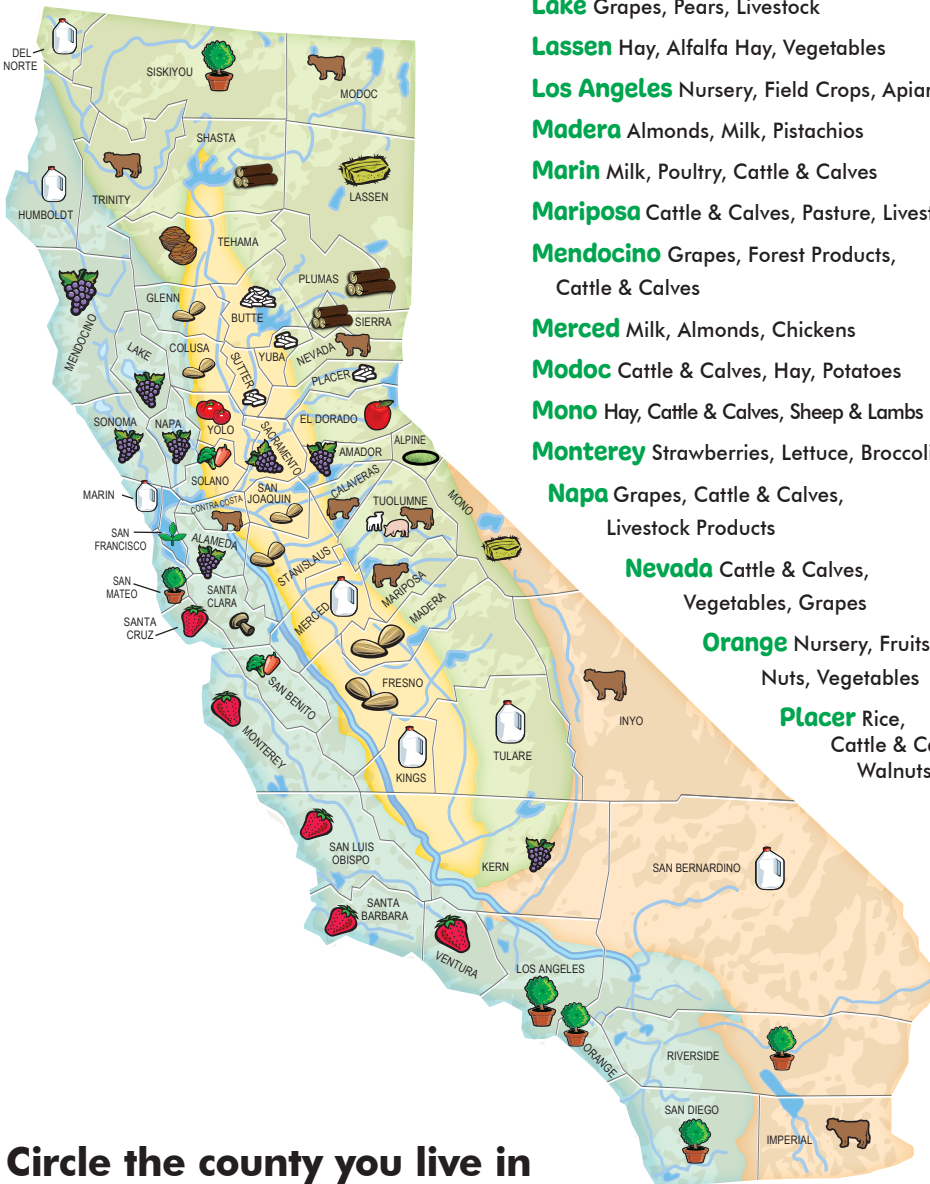 DEL
NORTE
SISKIYOU
MODOC
SHASTA
HUMBOLDT
TRINITY
LASSEN
TEHAMA
PLUMAS
GLENN
BUTTE
SIERRA
MENDOCINO
LAKE
COLUSA
SUTTER
YUBA
NEVADA
PLACER
SONOMA
NAPA
YOLO
SACRAMENTO
EL DORADO
ALPINE
AMADOR
SOLANO
MARIN
CONTRA COSTA
SAN
JOAQUIN
CALAVERAS
TUOLUMNE
MONO
SAN
FRANCISCO
ALAMEDA
STANISLAUS
SAN
MATEO
SANTA
CLARA
MERCED
MARIPOSA
MADERA
SANTA
CRUZ
SAN BENITO
FRESNO
MONTEREY
INYO
TULARE
KINGS
SAN LUIS
OBISPO
KERN
SAN BERNARDINO
SANTA
BARBARA
VENTURA
LOS ANGELES
ORANGE
RIVERSIDE
SAN DIEGO
IMPERIAL
Lake Grapes, Pears, Livestock
Lassen Hay, Alfalfa Hay, Vegetables
Los Angeles Nursery, Field Crops, Apiar
Madera Almonds, Milk, Pistachios
Marin Milk, Poultry, Cattle & Calves
Mariposa Cattle & Calves, Pasture, Livest
Mendocino Grapes, Forest Products,
Cattle & Calves
Merced Milk, Almonds, Chickens
Modoc Cattle & Calves, Hay, Potatoes
Mono Hay, Cattle & Calves, Sheep & Lambs
Monterey Strawberries, Lettuce, Broccoli
Napa Grapes, Cattle & Calves,
Livestock Products
Nevada Cattle & Calves,
Vegetables, Grapes
Orange Nursery, Fruits
Nuts, Vegetables
Placer Rice,
Cattle & Ca
Walnuts
Circle the county you live in